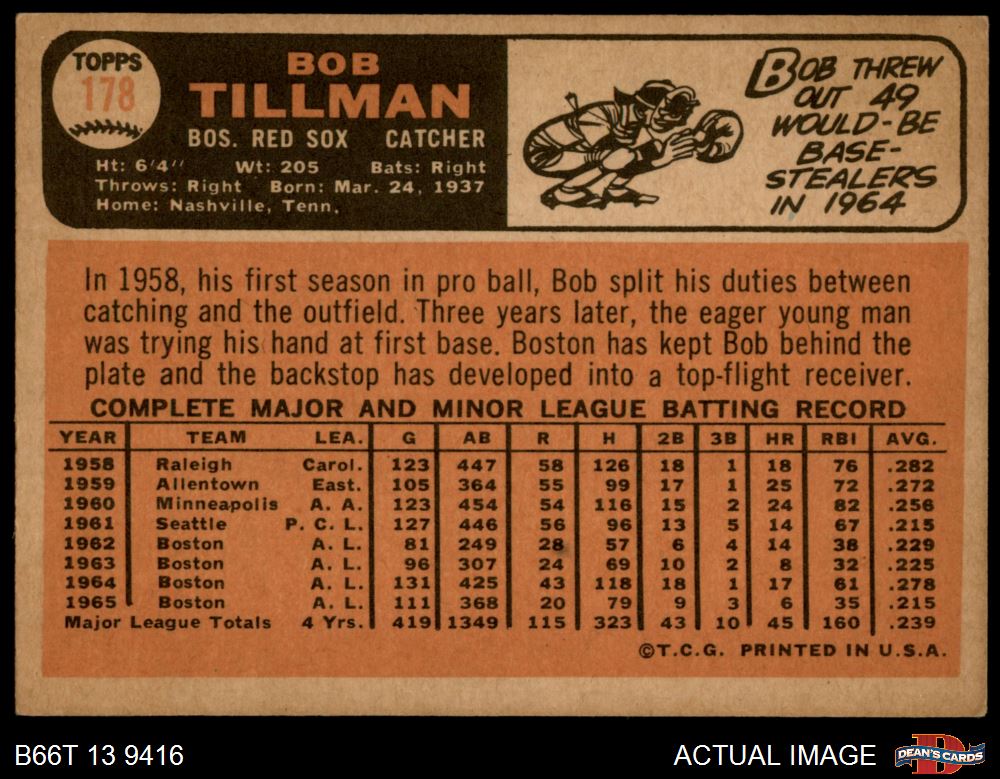 TOPPS
178
BOB
TILLMAN
BOS. RED SOX CATCHER
Ht: 6'4" Wt: 205 Bats: Right
Throws: Right Born: Mar. 24, 1937
Home: Nashville, Tenn.
BOB THREW
OUT 49
WOULD-BE
BASE-
STEALERS
IN 1964
In 1958, his first season in pro ball, Bob split his duties between
catching and the outfield. Three years later, the eager young man
was trying his hand at first base. Boston has kept Bob behind the
plate and the backstop has developed into a top-flight receiver.
COMPLETE MAJOR AND MINOR LEAGUE BATTING RECORD
YEAR TEAM LEA. G AB R H 2B 3B HR RBI AVG.
1958 Raleigh Carol. 123 447 58 126 18 1 18 76 .282
1959 Allentown East. 105 364 55 99 17 1 25 72 .272
1960 Minneapolis A. A. 123 454 54 116 15 2 24 82 .256
1961 Seattle P. C. L. 127 446 56 96 13 5 14 67 .215
1962 Boston A. L. 81 249 28 57 6 4 14 38 .229
1963 Boston A. L. 96 307 24 69 10 2 8 32 .225
1964 Boston A. L. 131 425 43 118 18 1 17 61 .278
1965 Boston A. L. 111 368 20 79 9 3 6 35 .215
Major League Totals 4 Yrs. 419 1349 115 323 43 10 45 160 .239
©T.C.G. PRINTED IN U.S.A.
B66T 13 9416
ACTUAL IMAGE
DEAN'S CARDS